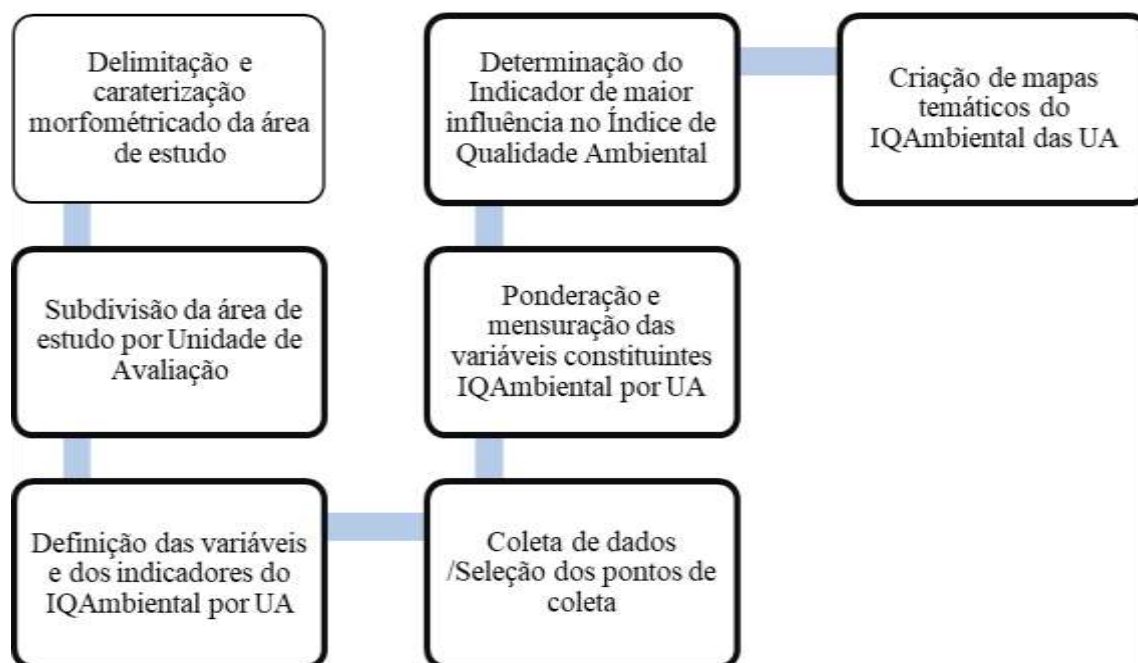 Delimitação e
caraterização
morfométricado da área
de estudo
Subdivisão da área de
estudo por Unidade de
Avaliação
Definição das variáveis
e dos indicadores do
IQAmbiental por UA
Coleta de dados
/Seleção dos pontos de
coleta
Ponderação e
mensuração das
variáveis constituintes
IQAmbiental por UA
Determinação do
Indicador de maior
influência no Índice de
Qualidade Ambiental
Criação de mapas
temáticos do
IQAmbiental das UA